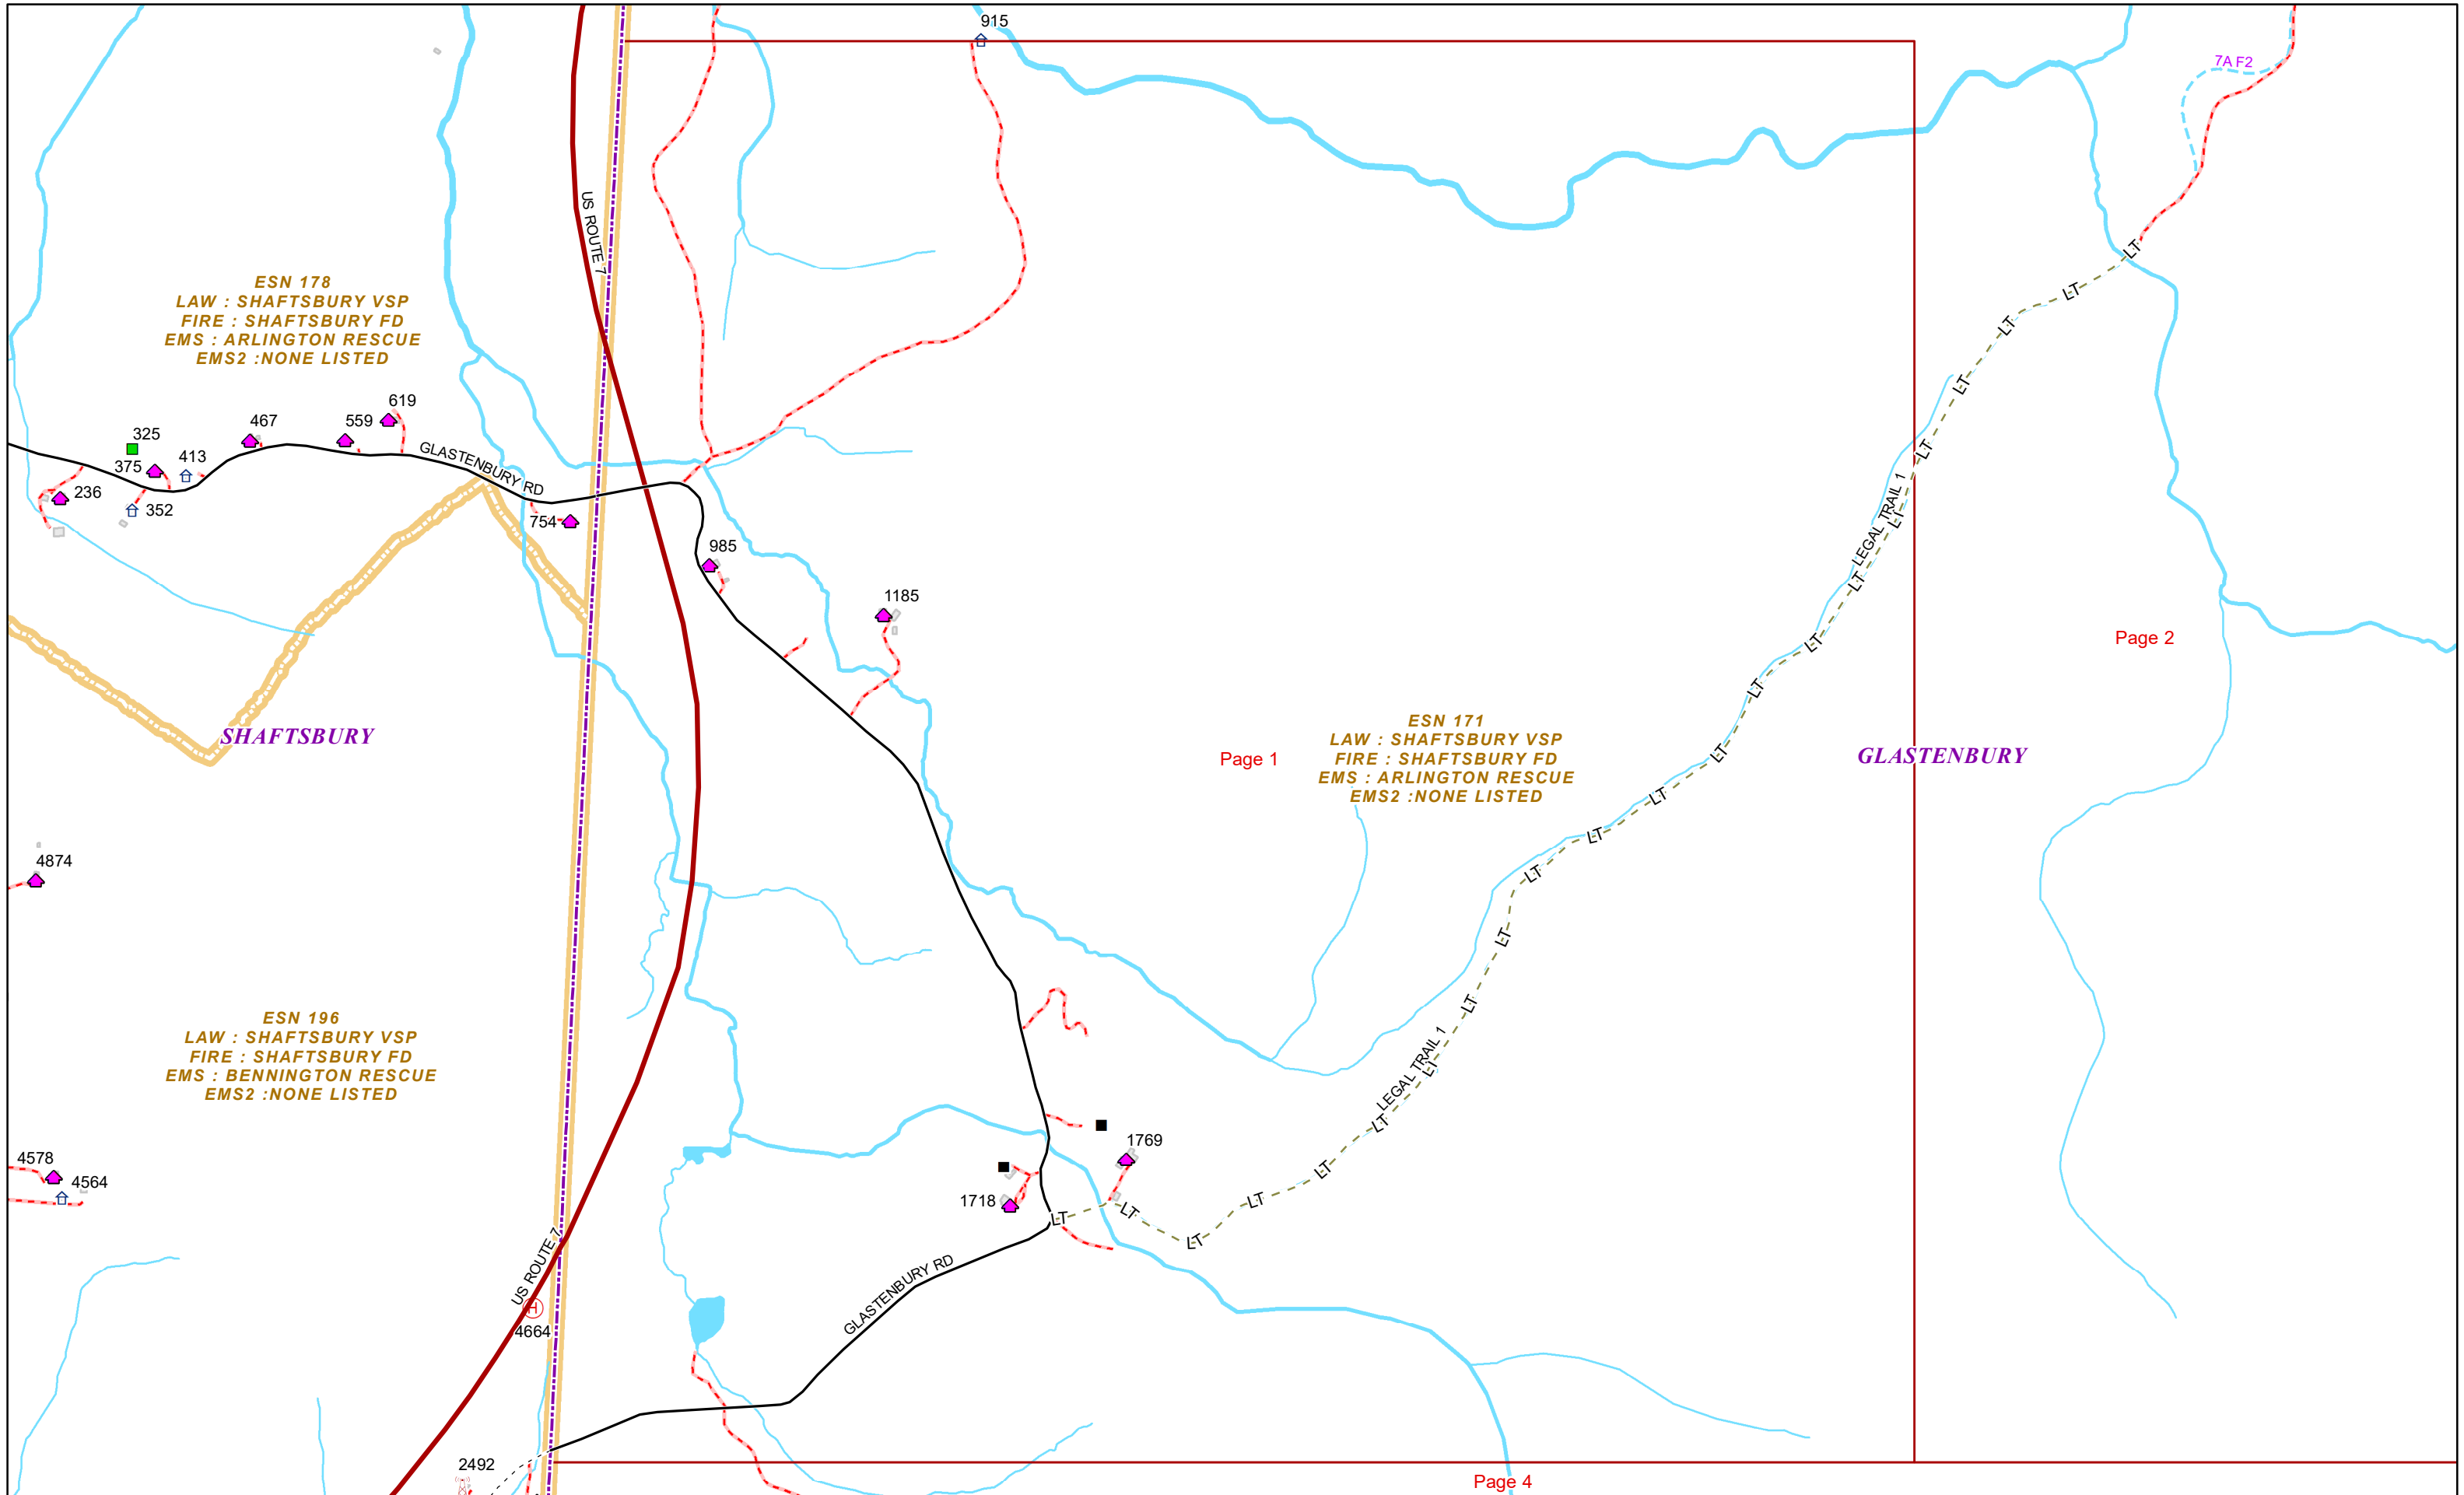 915
7A F2
US ROUTE 7
ESN 178
LAW : SHAFTSBURY VSP
FIRE : SHAFTSBURY FD
EMS : ARLINGTON RESCUE
EMS2 :NONE LISTED
LT
LT
LT
LT
LT
619
467
559
325
413
375
GLASTENBURY RD
236
352
754
985
1185
LEGAL TRAIL 1
LT
LT
LT
LT
LT
LT
LT
LT
LT
LT
Page 2
SHAFTSBURY
Page 1
ESN 171
LAW : SHAFTSBURY VSP
FIRE : SHAFTSBURY FD
EMS : ARLINGTON RESCUE
EMS2 :NONE LISTED
GLASTENBURY
4874
ESN 196
LAW : SHAFTSBURY VSP
FIRE : SHAFTSBURY FD
EMS : BENNINGTON RESCUE
EMS2 :NONE LISTED
LEGAL TRAIL 1
LT
LT
LT
LT
LT
LT
LT
LT
1769
4578
4564
1718
US ROUTE 7
H
4664
GLASTENBURY RD
2492
Page 4